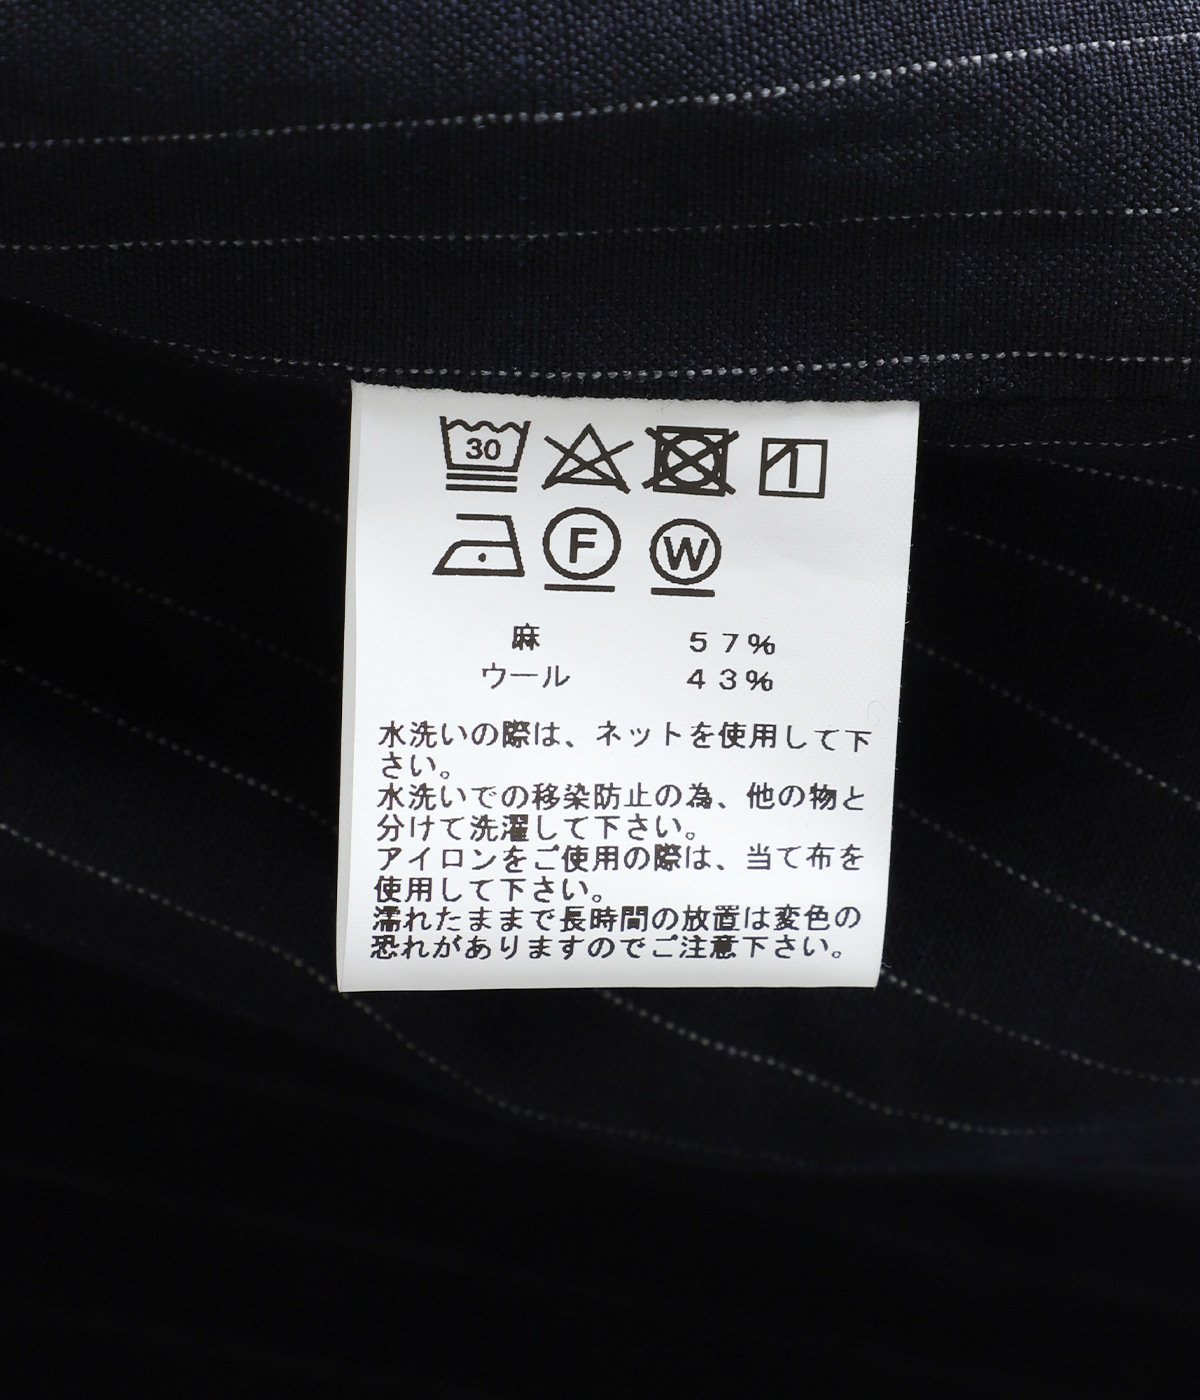 30
F W
麻 57%
ウール 43%
水洗いの際は、ネットを使用して下
さい。
水洗いでの移染防止の為、他の物と
分けて洗濯して下さい。
アイロンをご使用の際は、当て布を
使用して下さい。
濡れたままで長時間の放置は変色の
恐れがありますのでご注意下さい。